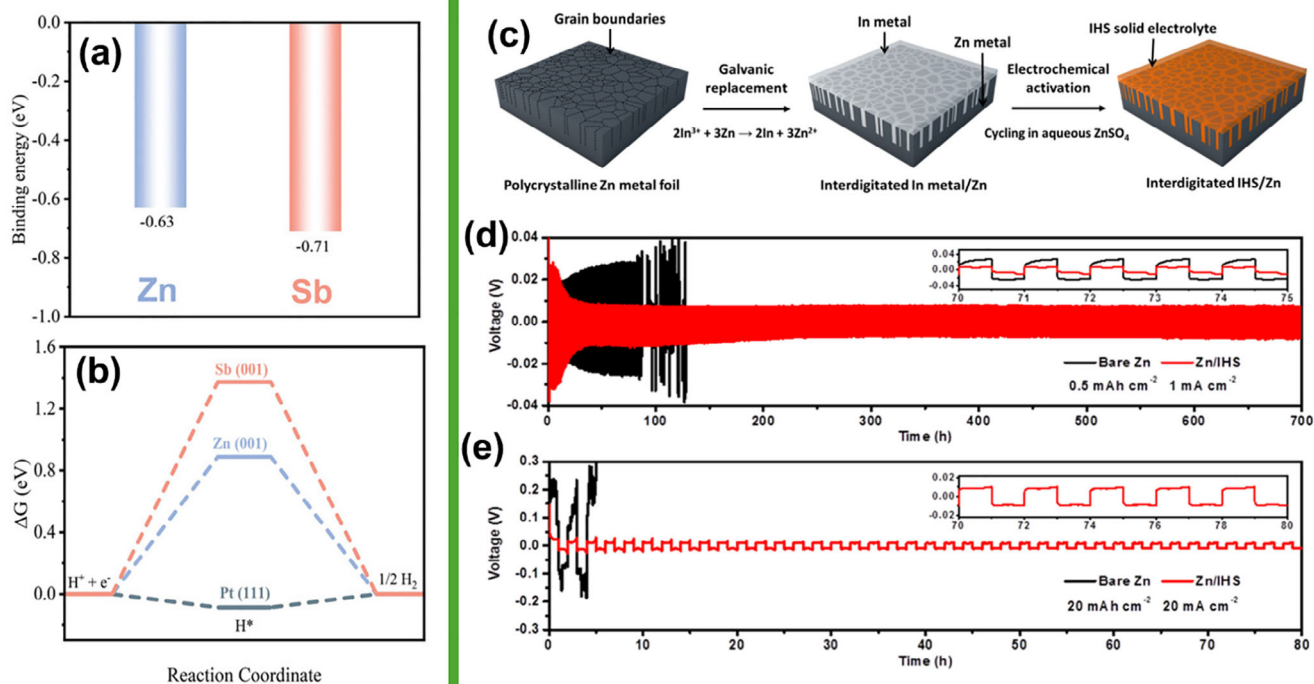 (a)
Binding energy (eV)
0.0
-0.2
-0.4
-0.6
-0.8
-1.0
-0.63
-0.71
Zn
Sb
(b)
ΔG (eV)
1.6
1.2
0.8
0.4
0.0
Sb (001)
Zn (001)
H⁺ + e⁻
1/2 H₂
Pt (111)
H*
Reaction Coordinate
(c)
Grain boundaries
In metal
Zn metal
IHS solid electrolyte
Galvanic
replacement
2In³⁺ + 3Zn → 2In + 3Zn²⁺
Electrochemical
activation
Cycling in aqueous ZnSO₄
Polycrystalline Zn metal foil
Interdigitated In metal/Zn
Interdigitated IHS/Zn
(d)
Voltage (V)
0.04
0.02
0.00
-0.02
-0.04
0.04
0.00
-0.04
70 71 72 73 74 75
Bare Zn Zn/IHS
0.5 mAh cm⁻² 1 mA cm⁻²
0 100 200 300 400 500 600 700
Time (h)
(e)
Voltage (V)
0.3
0.2
0.1
0.0
-0.1
-0.2
-0.3
0.02
0.00
-0.02
70 72 74 76 78 80
Bare Zn Zn/IHS
20 mAh cm⁻² 20 mA cm⁻²
0 5 10 15 20 25 30 35 40 45 50 55 60 65 70 75 80
Time (h)